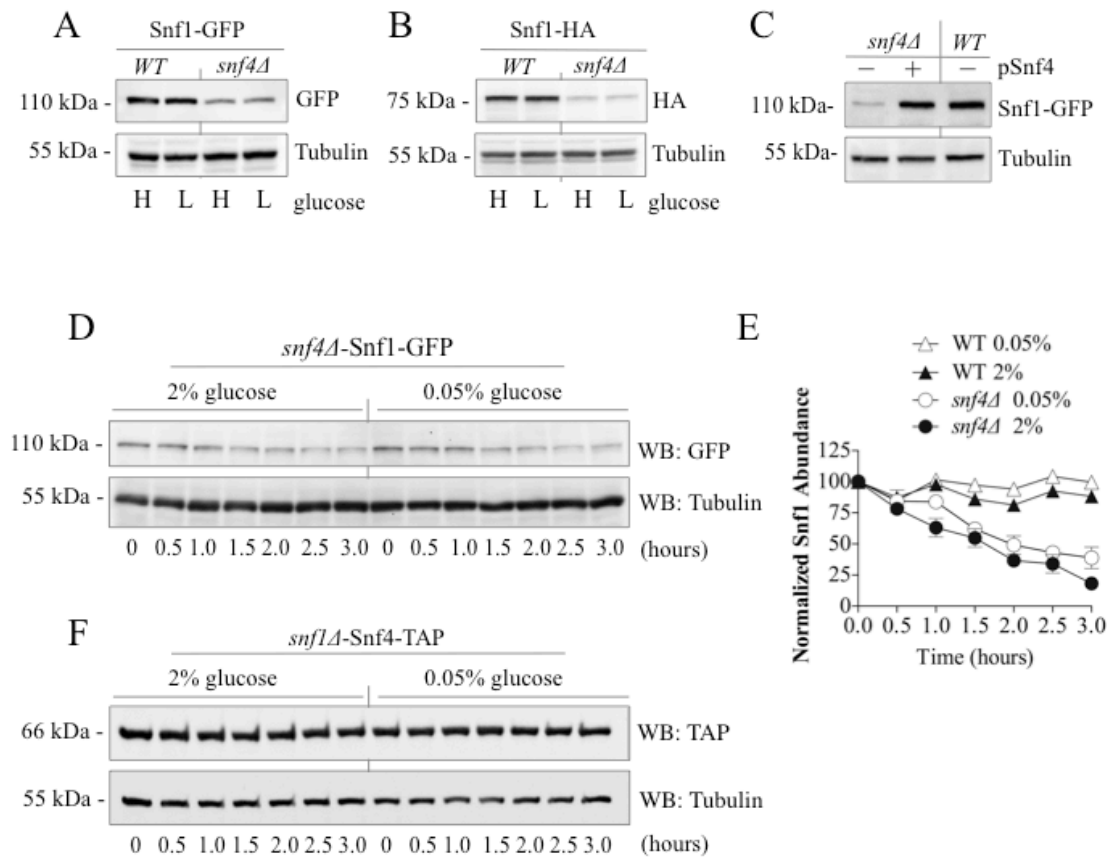 A
Snf1-GFP
WT snf4Δ
110 kDa - GFP
55 kDa - Tubulin
H L H L glucose
B
Snf1-HA
WT snf4Δ
75 kDa - HA
55 kDa - Tubulin
H L H L glucose
C
snf4Δ WT
− + − pSnf4
110 kDa- Snf1-GFP
55 kDa- Tubulin
D
snf4Δ-Snf1-GFP
2% glucose 0.05% glucose
110 kDa - WB: GFP
55 kDa - WB: Tubulin
0 0.5 1.0 1.5 2.0 2.5 3.0 0 0.5 1.0 1.5 2.0 2.5 3.0 (hours)
E
WT 0.05%
WT 2%
snf4Δ 0.05%
snf4Δ 2%
Normalized Snf1 Abundance
125
100
75
50
25
0
0.0 0.5 1.0 1.5 2.0 2.5 3.0
Time (hours)
F
snf1Δ-Snf4-TAP
2% glucose 0.05% glucose
66 kDa - WB: TAP
55 kDa - WB: Tubulin
0 0.5 1.0 1.5 2.0 2.5 3.0 0 0.5 1.0 1.5 2.0 2.5 3.0 (hours)